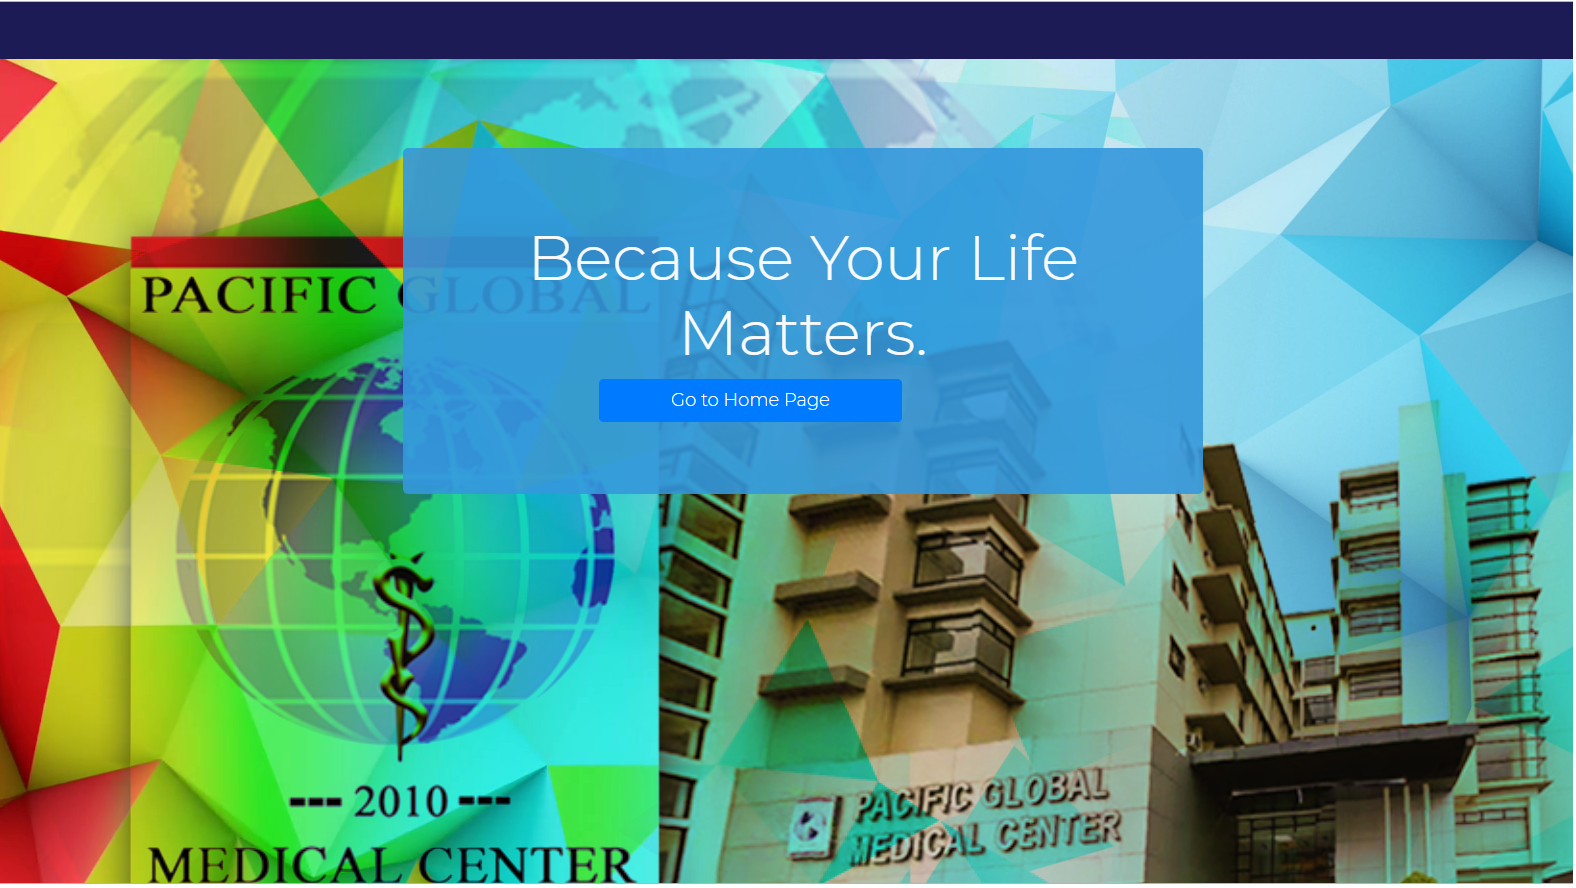 Because Your Life
Matters.
Go to Home Page
PACIFIC GLOBAL
--- 2010 ---
MEDICAL CENTER
PACIFIC GLOBAL
MEDICAL CENTER